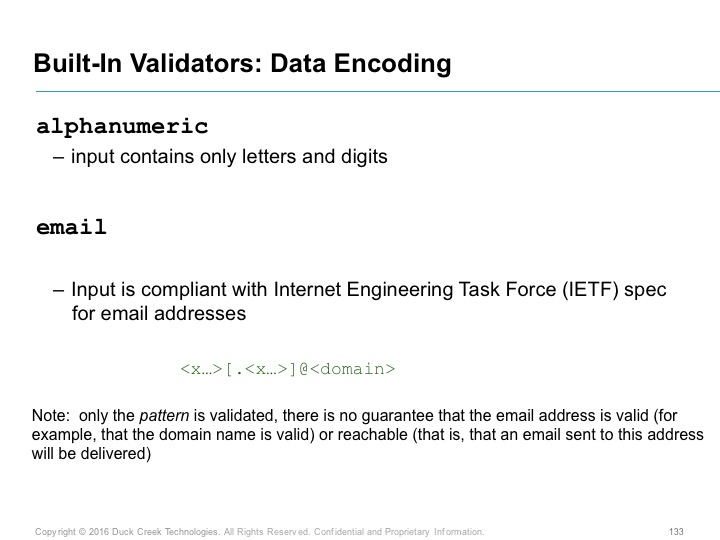 Built-In Validators: Data Encoding
alphanumeric
– input contains only letters and digits
email
– Input is compliant with Internet Engineering Task Force (IETF) spec
for email addresses
<x…>[.<x…>]@<domain>
Note:  only the pattern is validated, there is no guarantee that the email address is valid (for
example, that the domain name is valid) or reachable (that is, that an email sent to this address
will be delivered)
Copyright © 2016 Duck Creek Technologies. All Rights Reserved. Confidential and Proprietary Information.
133